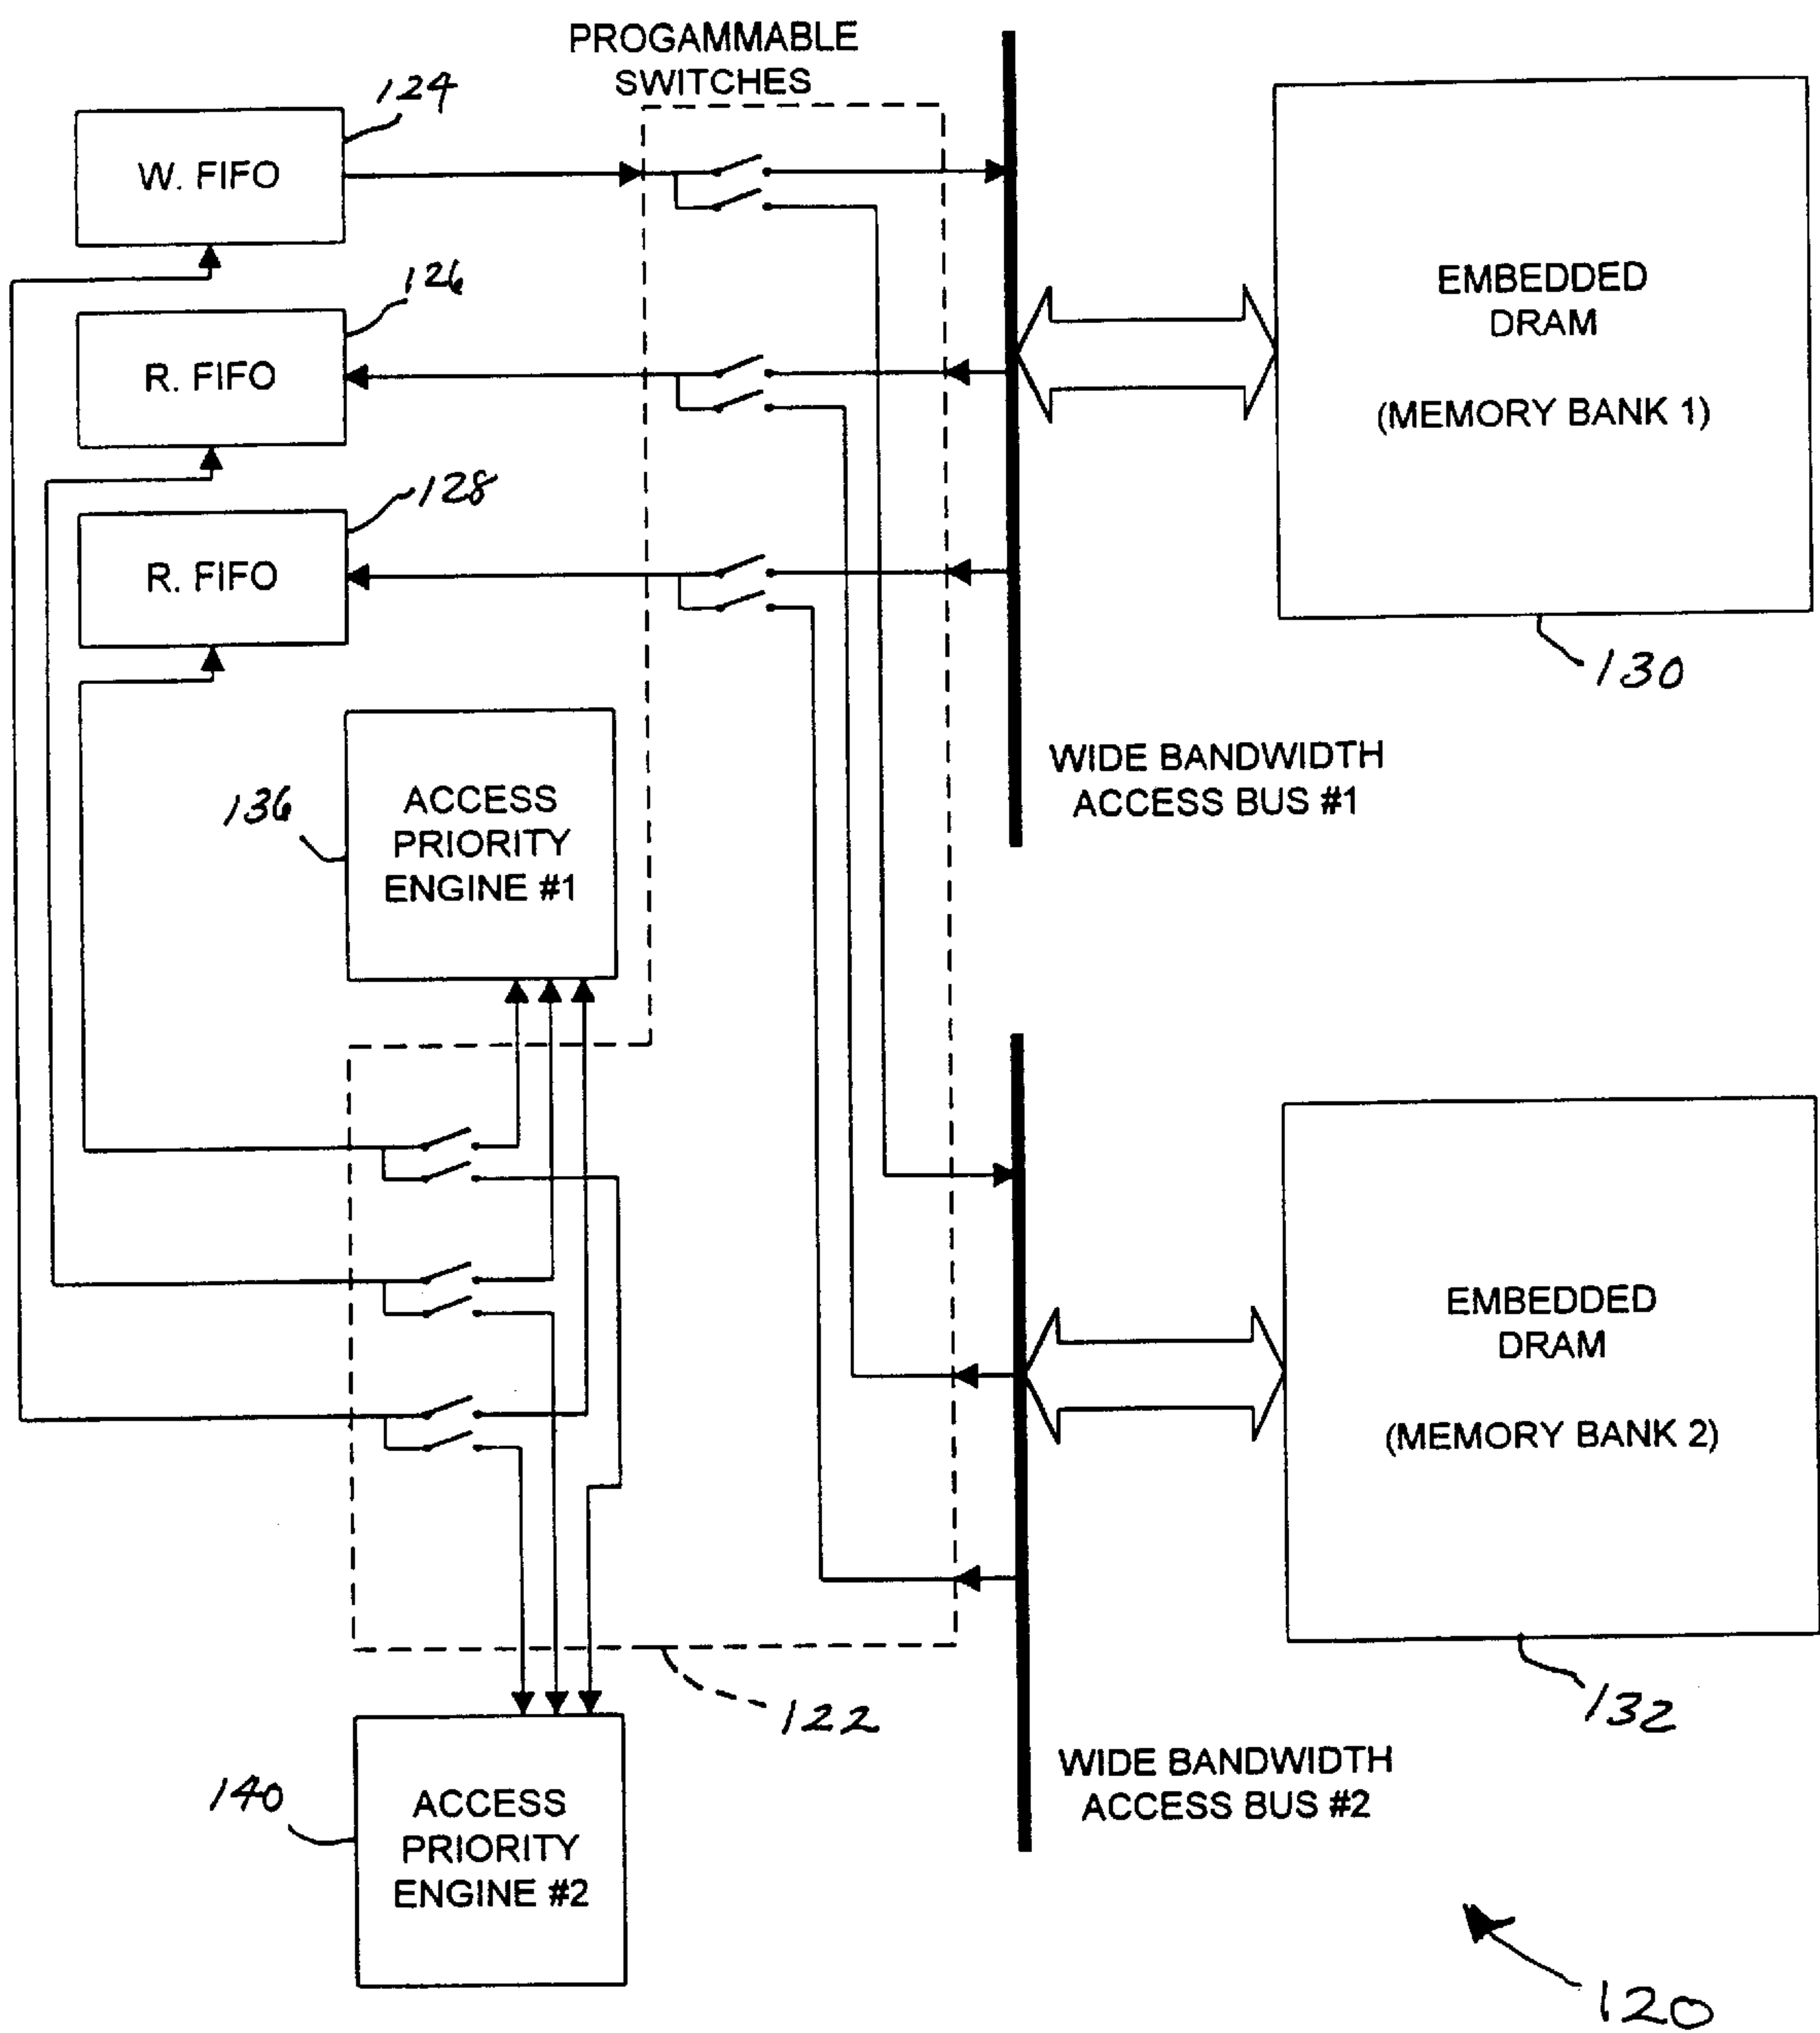 PROGAMMABLE
SWITCHES
124
W. FIFO
126
R. FIFO
128
R. FIFO
EMBEDDED
DRAM
(MEMORY BANK 1)
130
WIDE BANDWIDTH
ACCESS BUS #1
136
ACCESS
PRIORITY
ENGINE #1
EMBEDDED
DRAM
(MEMORY BANK 2)
132
122
WIDE BANDWIDTH
ACCESS BUS #2
140
ACCESS
PRIORITY
ENGINE #2
120